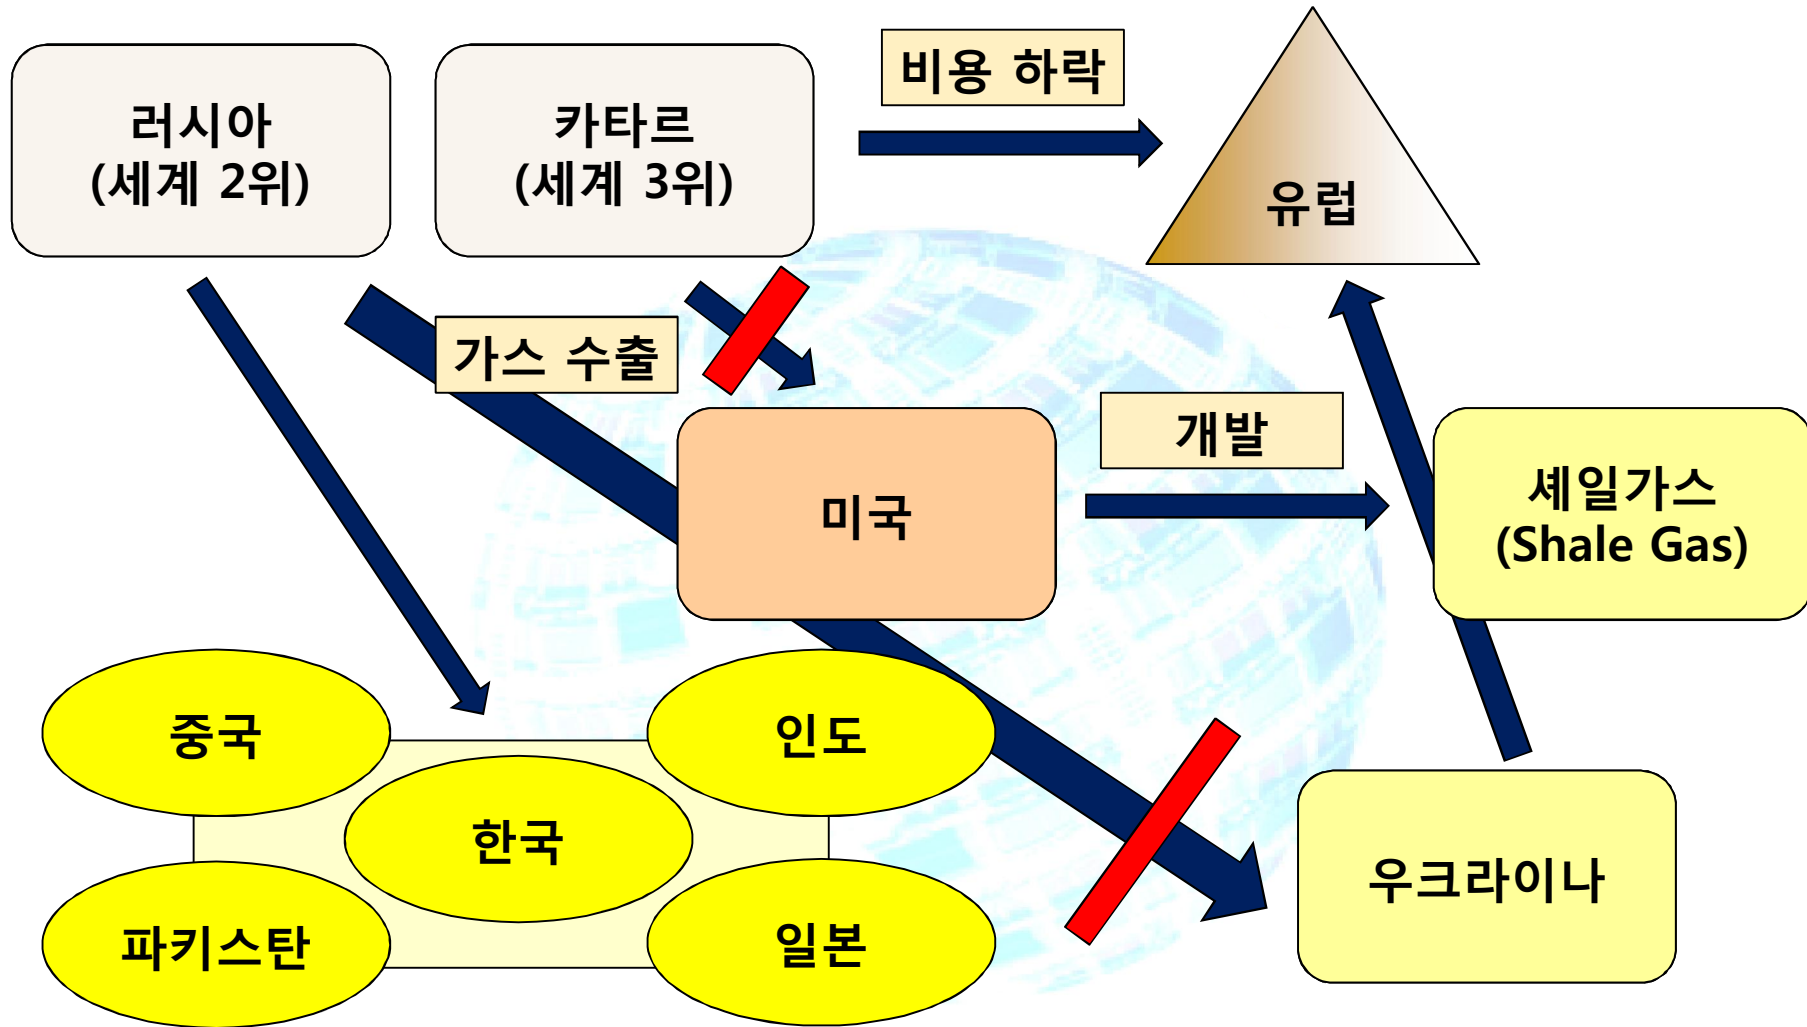 러시아
(세계 2위)
카타르
(세계 3위)
비용 하락
유럽
가스 수출
미국
개발
셰일가스
(Shale Gas)
중국
인도
한국
파키스탄
일본
우크라이나